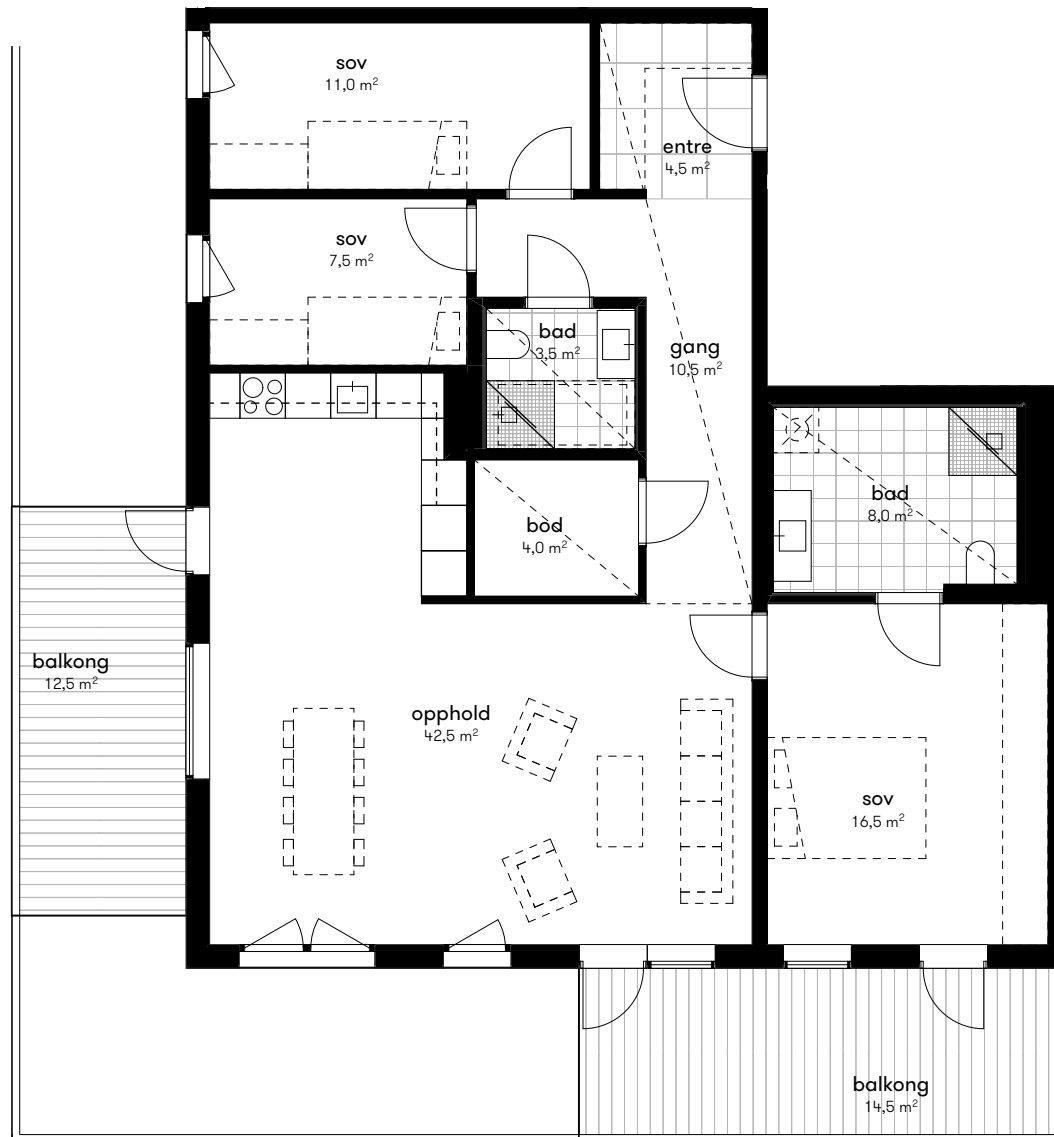 sov
11,0 m²
entre
4,5 m²
sov
7,5 m²
bad
3,5 m²
gang
10,5 m²
bad
8,0 m²
bod
4,0 m²
balkong
12,5 m²
opphold
42,5 m²
sov
16,5 m²
balkong
14,5 m²